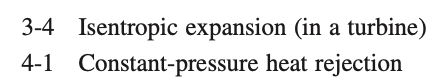 3-4 Isentropic expansion (in a turbine)
4-1 Constant-pressure heat rejection